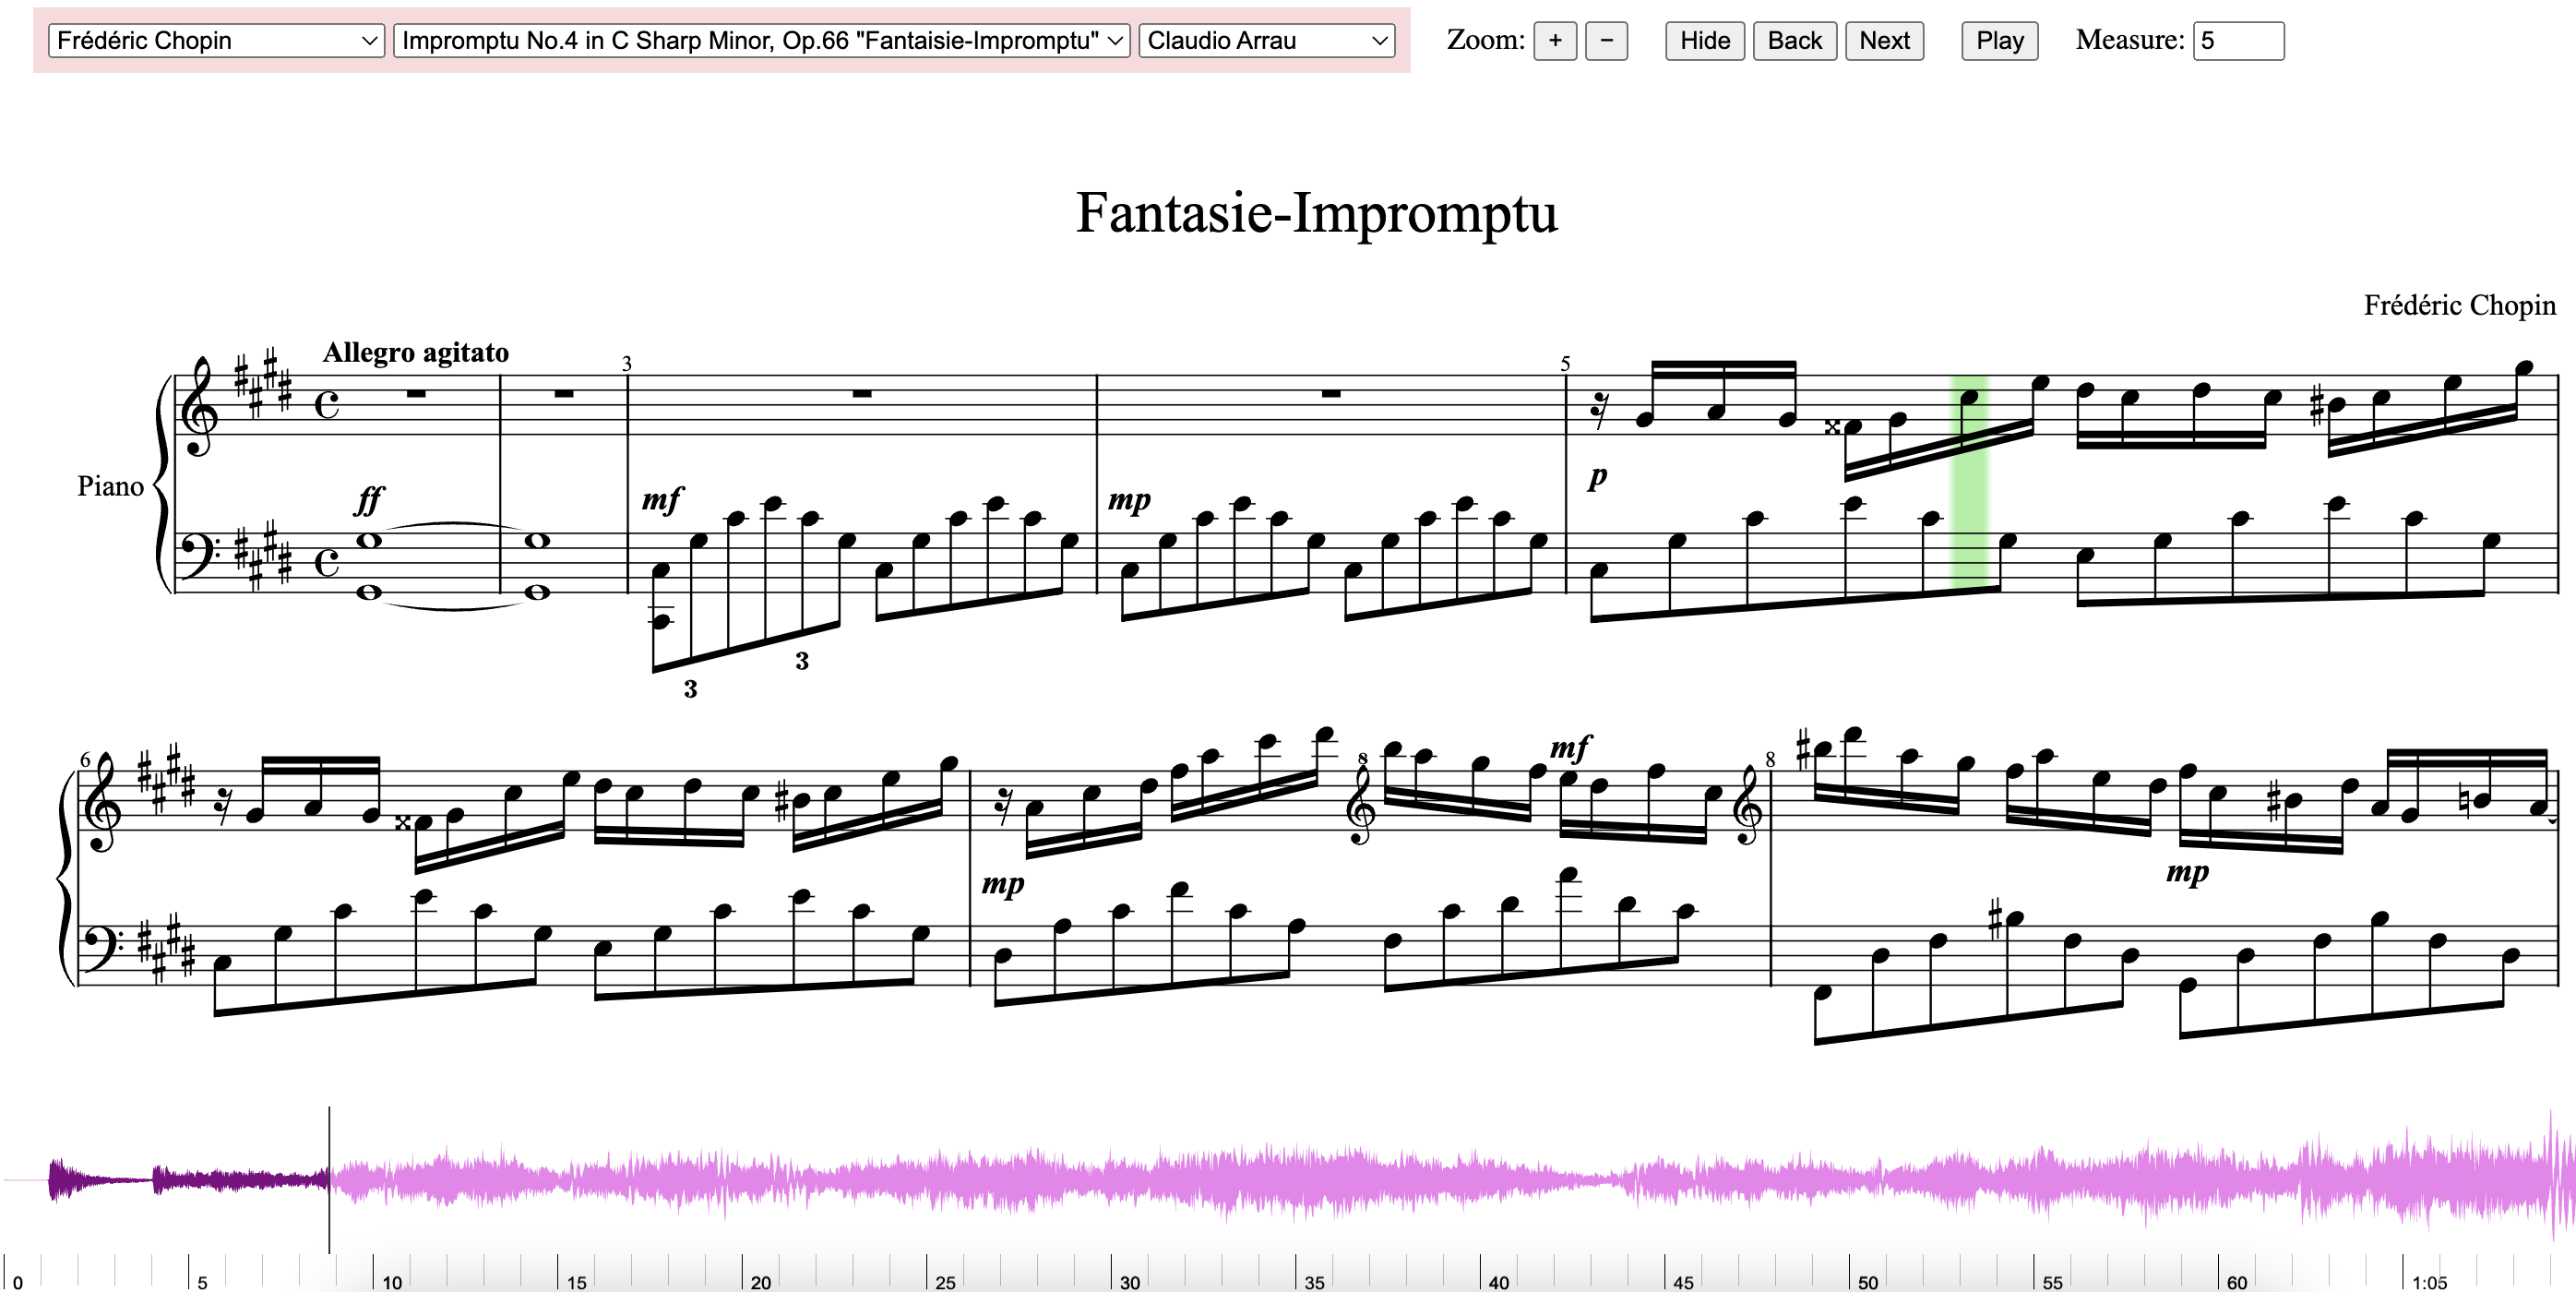 Frédéric Chopin Impromptu No.4 in C Sharp Minor, Op.66 "Fantaisie-Impromptu" Claudio Arrau Zoom: + − Hide Back Next Play Measure: 5
Fantasie-Impromptu
Frédéric Chopin
Allegro agitato
3
5
Piano
ff
mf
mp
p
3
3
6
8
8
mf
mp
mp
0 5 10 15 20 25 30 35 40 45 50 55 60 1:05